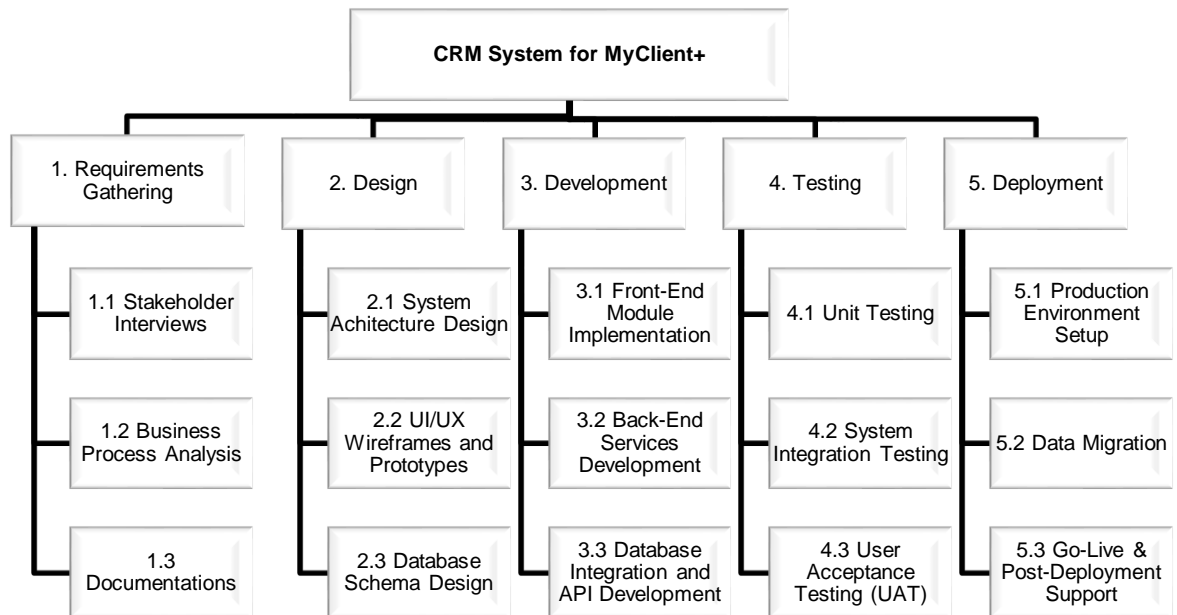 CRM System for MyClient+
1. Requirements
Gathering
2. Design
3. Development
4. Testing
5. Deployment
1.1 Stakeholder
Interviews
2.1 System
Achitecture Design
3.1 Front-End
Module
Implementation
4.1 Unit Testing
5.1 Production
Environment
Setup
1.2 Business
Process Analysis
2.2 UI/UX
Wireframes and
Prototypes
3.2 Back-End
Services
Development
4.2 System
Integration Testing
5.2 Data Migration
1.3
Documentations
2.3 Database
Schema Design
3.3 Database
Integration and
API Development
4.3 User
Acceptance
Testing (UAT)
5.3 Go-Live &
Post-Deployment
Support